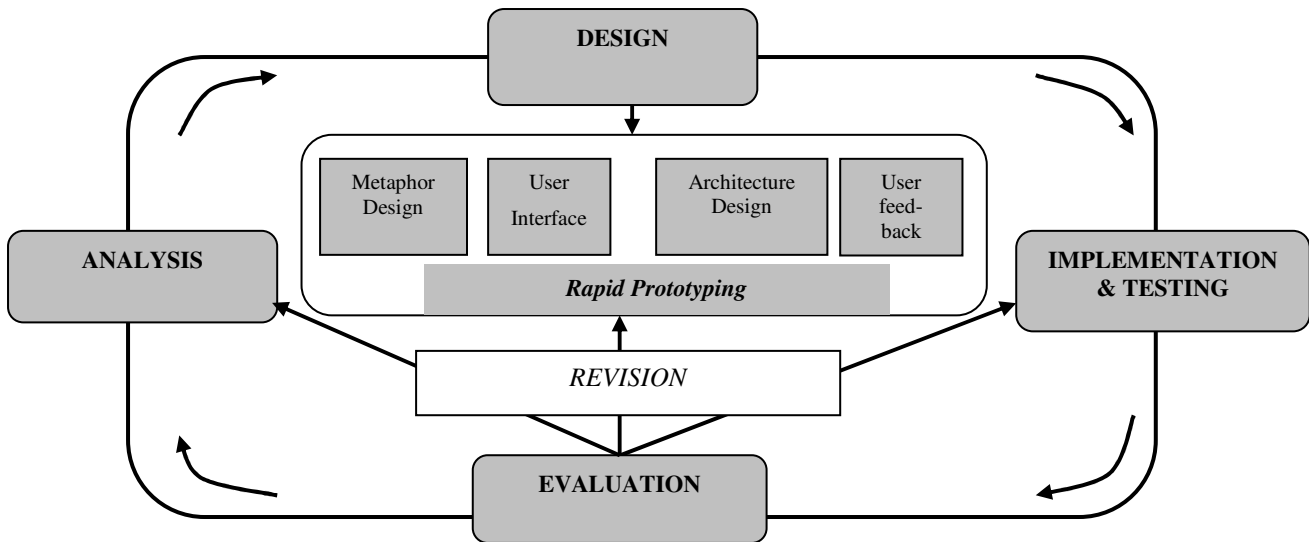 DESIGN
Metaphor
Design
User
Interface
Architecture
Design
User
feed-
back
ANALYSIS
IMPLEMENTATION
& TESTING
Rapid Prototyping
REVISION
EVALUATION